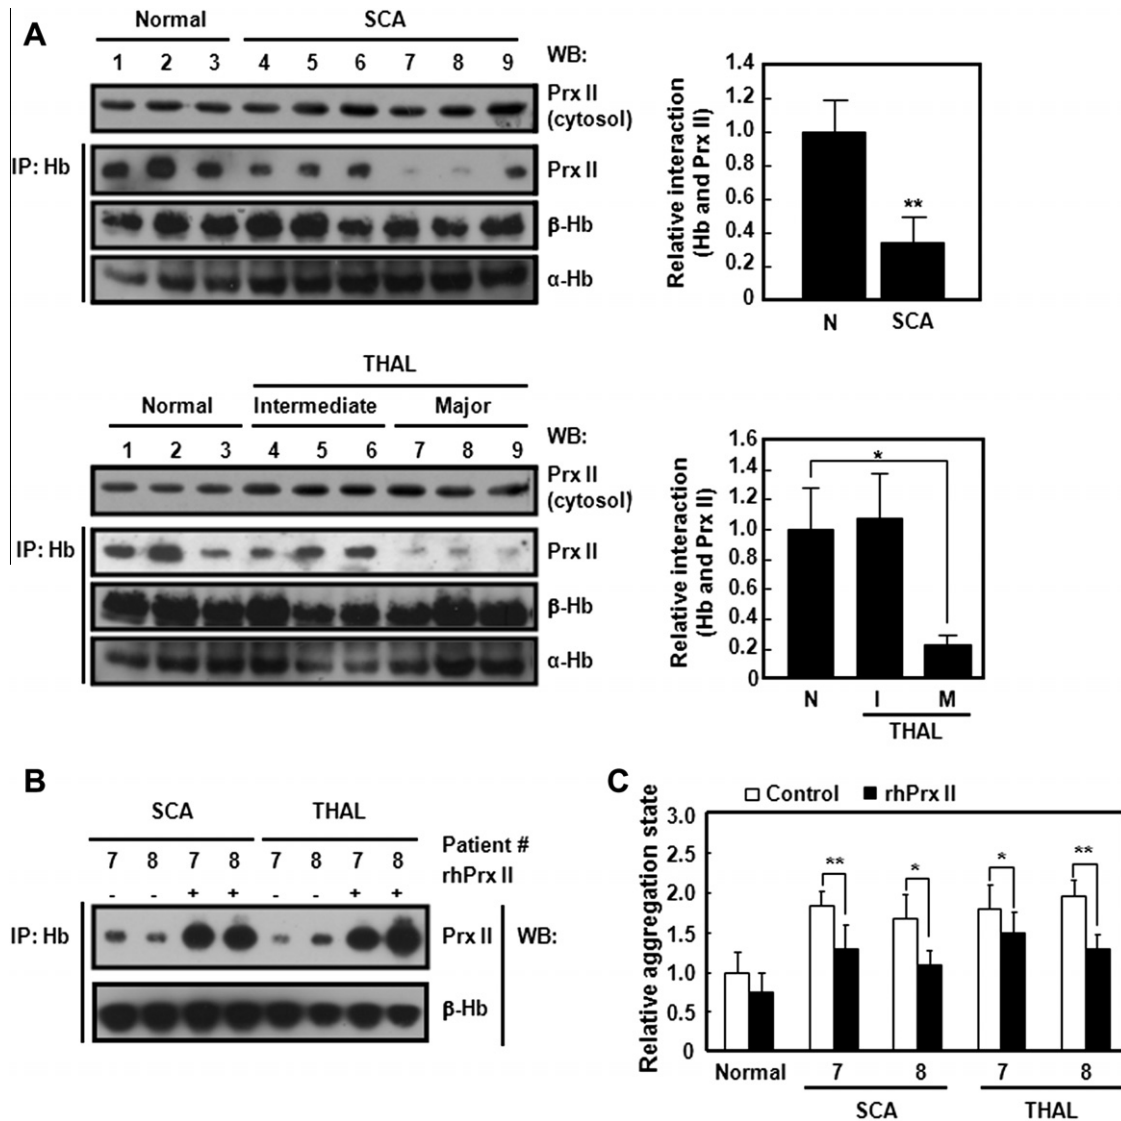 A
Normal SCA
1 2 3 4 5 6 7 8 9 WB:
Prx II
(cytosol)
IP: Hb Prx II
β-Hb
α-Hb
Relative interaction
(Hb and Prx II)
1.4
1.2
1.0
0.8
0.6
0.4
0.2
0
**
N SCA
THAL
Normal Intermediate Major
1 2 3 4 5 6 7 8 9 WB:
Prx II
(cytosol)
IP: Hb Prx II
β-Hb
α-Hb
Relative interaction
(Hb and Prx II)
1.6
1.4
1.2
1.0
0.8
0.6
0.4
0.2
0
*
N I M
THAL
B
SCA THAL
7 8 7 8 7 8 7 8 Patient #
- - + + - - + + rhPrx II
IP: Hb Prx II WB:
β-Hb
C
Control rhPrx II
Relative aggregation state
3.0
2.5
2.0
1.5
1.0
0.5
0
** * * **
Normal 7 8 7 8
SCA THAL